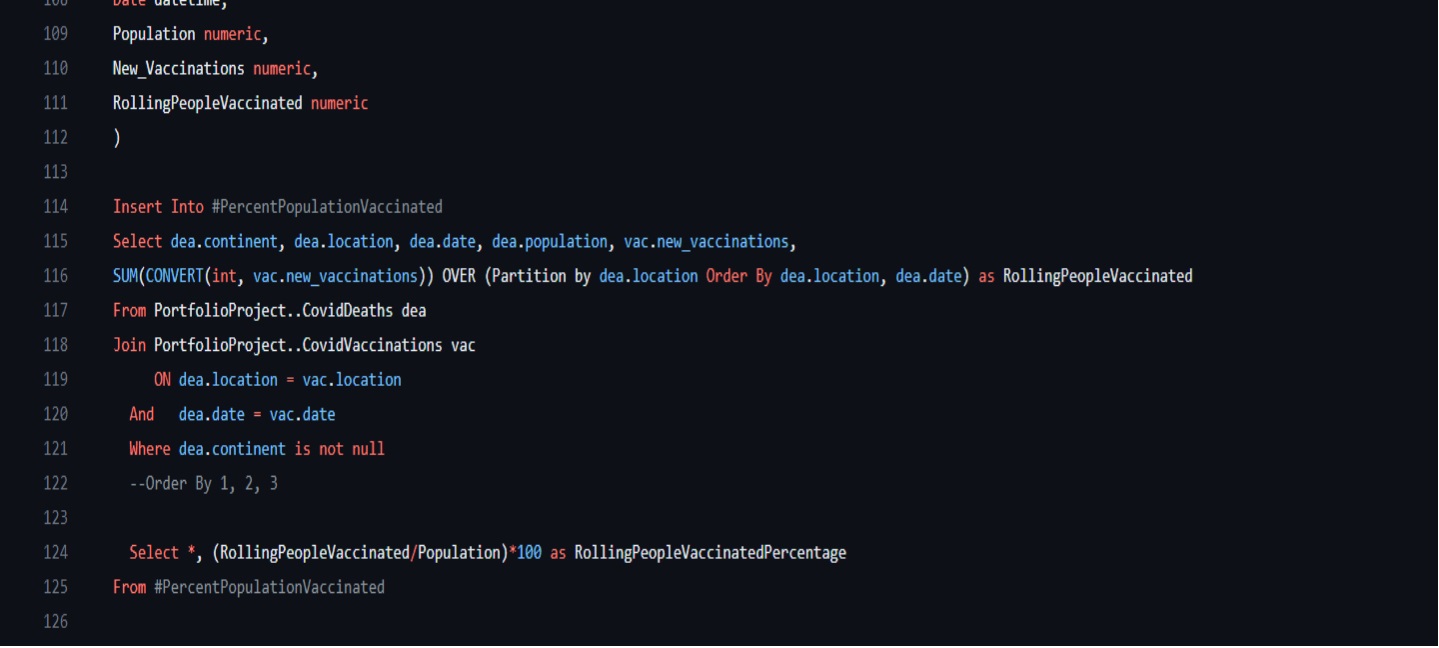 108 Date datetime,
109 Population numeric,
110 New_Vaccinations numeric,
111 RollingPeopleVaccinated numeric
112 )
113
114 Insert Into #PercentPopulationVaccinated
115 Select dea.continent, dea.location, dea.date, dea.population, vac.new_vaccinations,
116 SUM(CONVERT(int, vac.new_vaccinations)) OVER (Partition by dea.location Order By dea.location, dea.date) as RollingPeopleVaccinated
117 From PortfolioProject..CovidDeaths dea
118 Join PortfolioProject..CovidVaccinations vac
119 ON dea.location = vac.location
120 And dea.date = vac.date
121 Where dea.continent is not null
122 --Order By 1, 2, 3
123
124 Select *, (RollingPeopleVaccinated/Population)*100 as RollingPeopleVaccinatedPercentage
125 From #PercentPopulationVaccinated
126